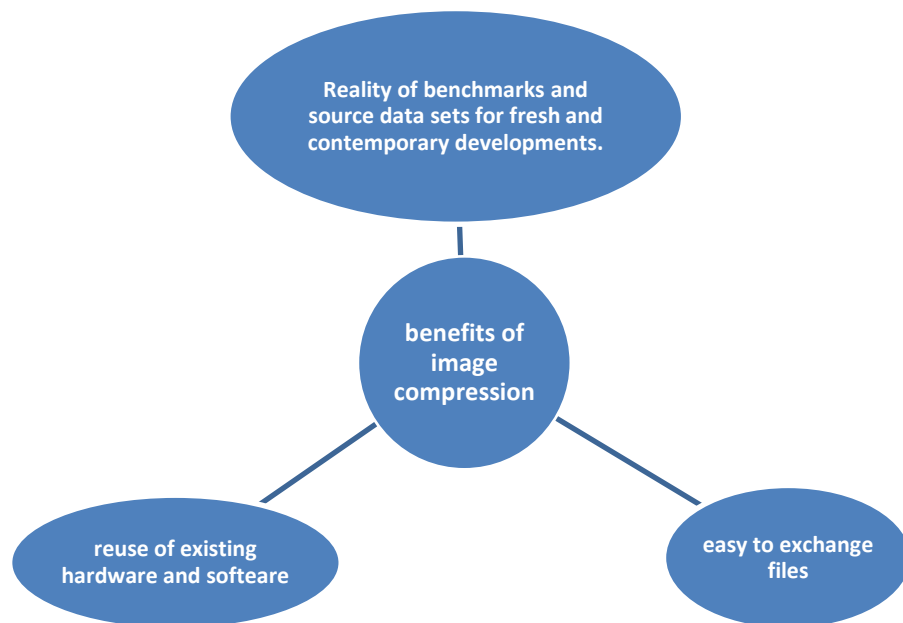 Reality of benchmarks and
source data sets for fresh and
contemporary developments.
benefits of
image
compression
reuse of existing
hardware and softeare
easy to exchange
files